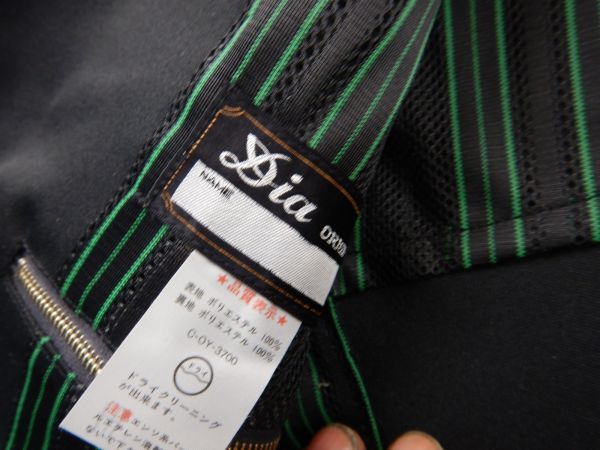 Dia
NAME
★品質表示★
表地 ポリエステル 100%
裏地 ポリエステル 100%
C-OY-3700
ドライ
ドライクリーニング
が出来ます。
注意